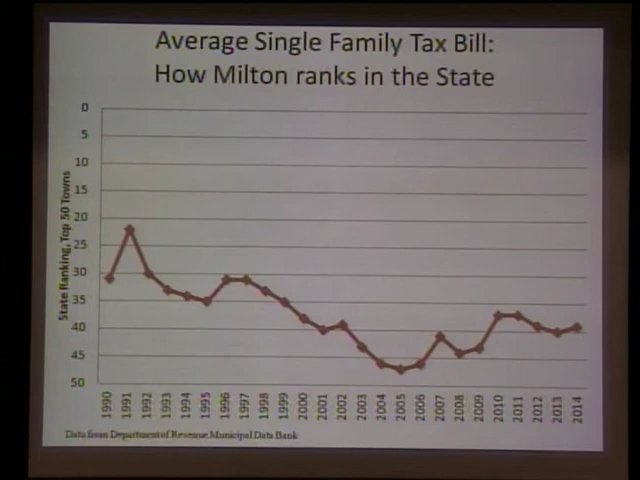 Average Single Family Tax Bill:
How Milton ranks in the State
State Ranking, Top 50 Towns
0
5
10
15
20
25
30
35
40
45
50
1990 1991 1992 1993 1994 1995 1996 1997 1998 1999 2000 2001 2002 2003 2004 2005 2006 2007 2008 2009 2010 2011 2012 2013 2014
Data from Department of Revenue Municipal Data Bank